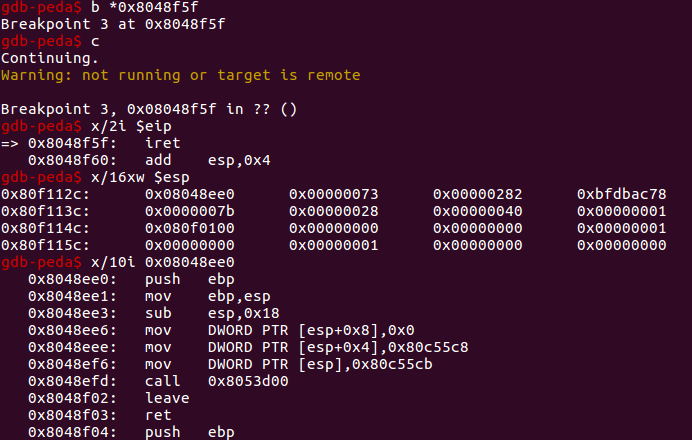 gdb-peda$ b *0x8048f5f
Breakpoint 3 at 0x8048f5f
gdb-peda$ c
Continuing.
Warning: not running or target is remote
Breakpoint 3, 0x08048f5f in ?? ()
gdb-peda$ x/2i $eip
=> 0x8048f5f: iret
0x8048f60: add esp,0x4
gdb-peda$ x/16xw $esp
0x80f112c: 0x08048ee0 0x00000073 0x00000282 0xbfdbac78
0x80f113c: 0x0000007b 0x00000028 0x00000040 0x00000001
0x80f114c: 0x080f0100 0x00000000 0x00000000 0x00000001
0x80f115c: 0x00000000 0x00000001 0x00000000 0x00000000
gdb-peda$ x/10i 0x08048ee0
0x8048ee0: push ebp
0x8048ee1: mov ebp,esp
0x8048ee3: sub esp,0x18
0x8048ee6: mov DWORD PTR [esp+0x8],0x0
0x8048eee: mov DWORD PTR [esp+0x4],0x80c55c8
0x8048ef6: mov DWORD PTR [esp],0x80c55cb
0x8048efd: call 0x8053d00
0x8048f02: leave
0x8048f03: ret
0x8048f04: push ebp